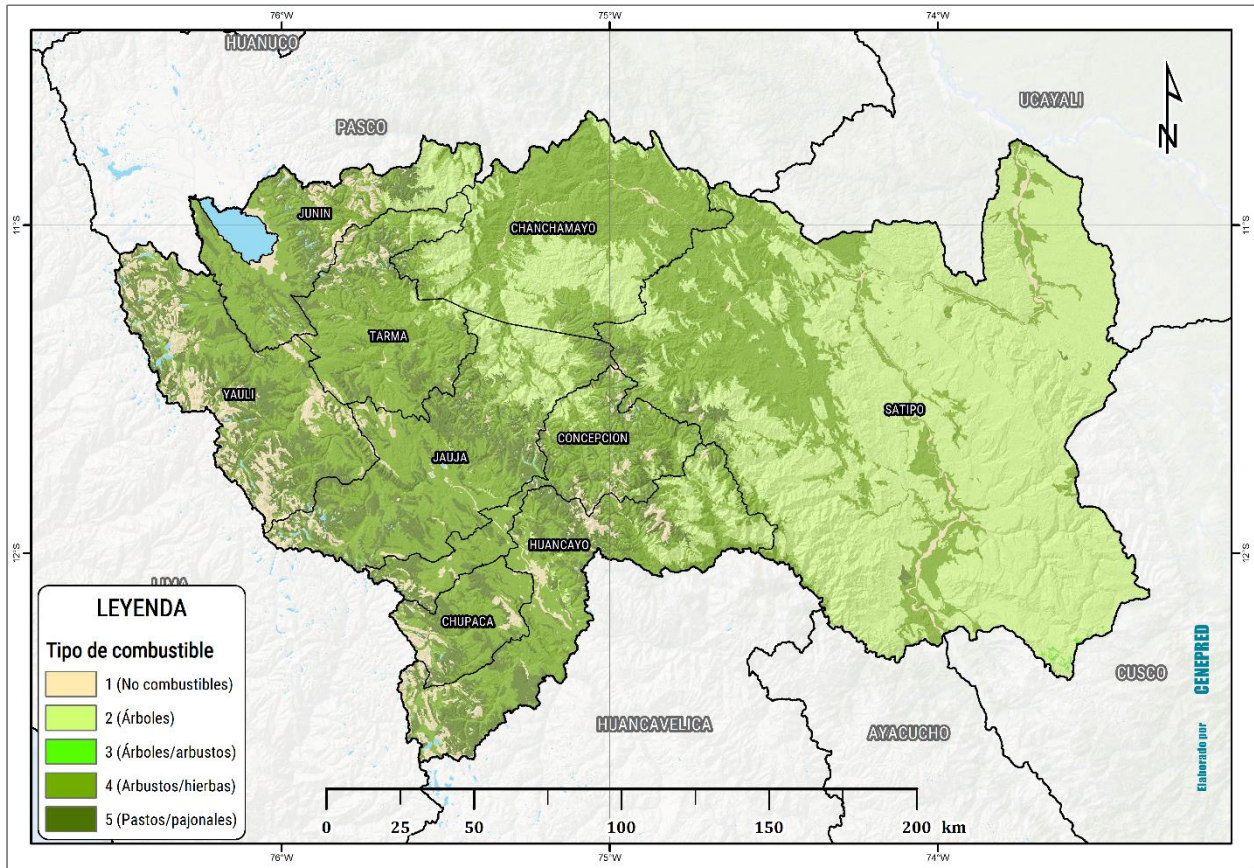 76°W
75°W
74°W
HUANUCO
UCAYALI
PASCO
N
11°S
11°S
JUNIN
CHANCHAMAYO
TARMA
YAULI
SATIPO
CONCEPCION
JAUJA
HUANCAYO
12°S
12°S
LIMA
CHUPACA
CUSCO
HUANCAVELICA
AYACUCHO
LEYENDA
Tipo de combustible
1 (No combustibles)
2 (Árboles)
3 (Árboles/arbustos)
4 (Arbustos/hierbas)
5 (Pastos/pajonales)
0 25 50 100 150 200 km
Elaborado por CENEPRED
76°W
75°W
74°W